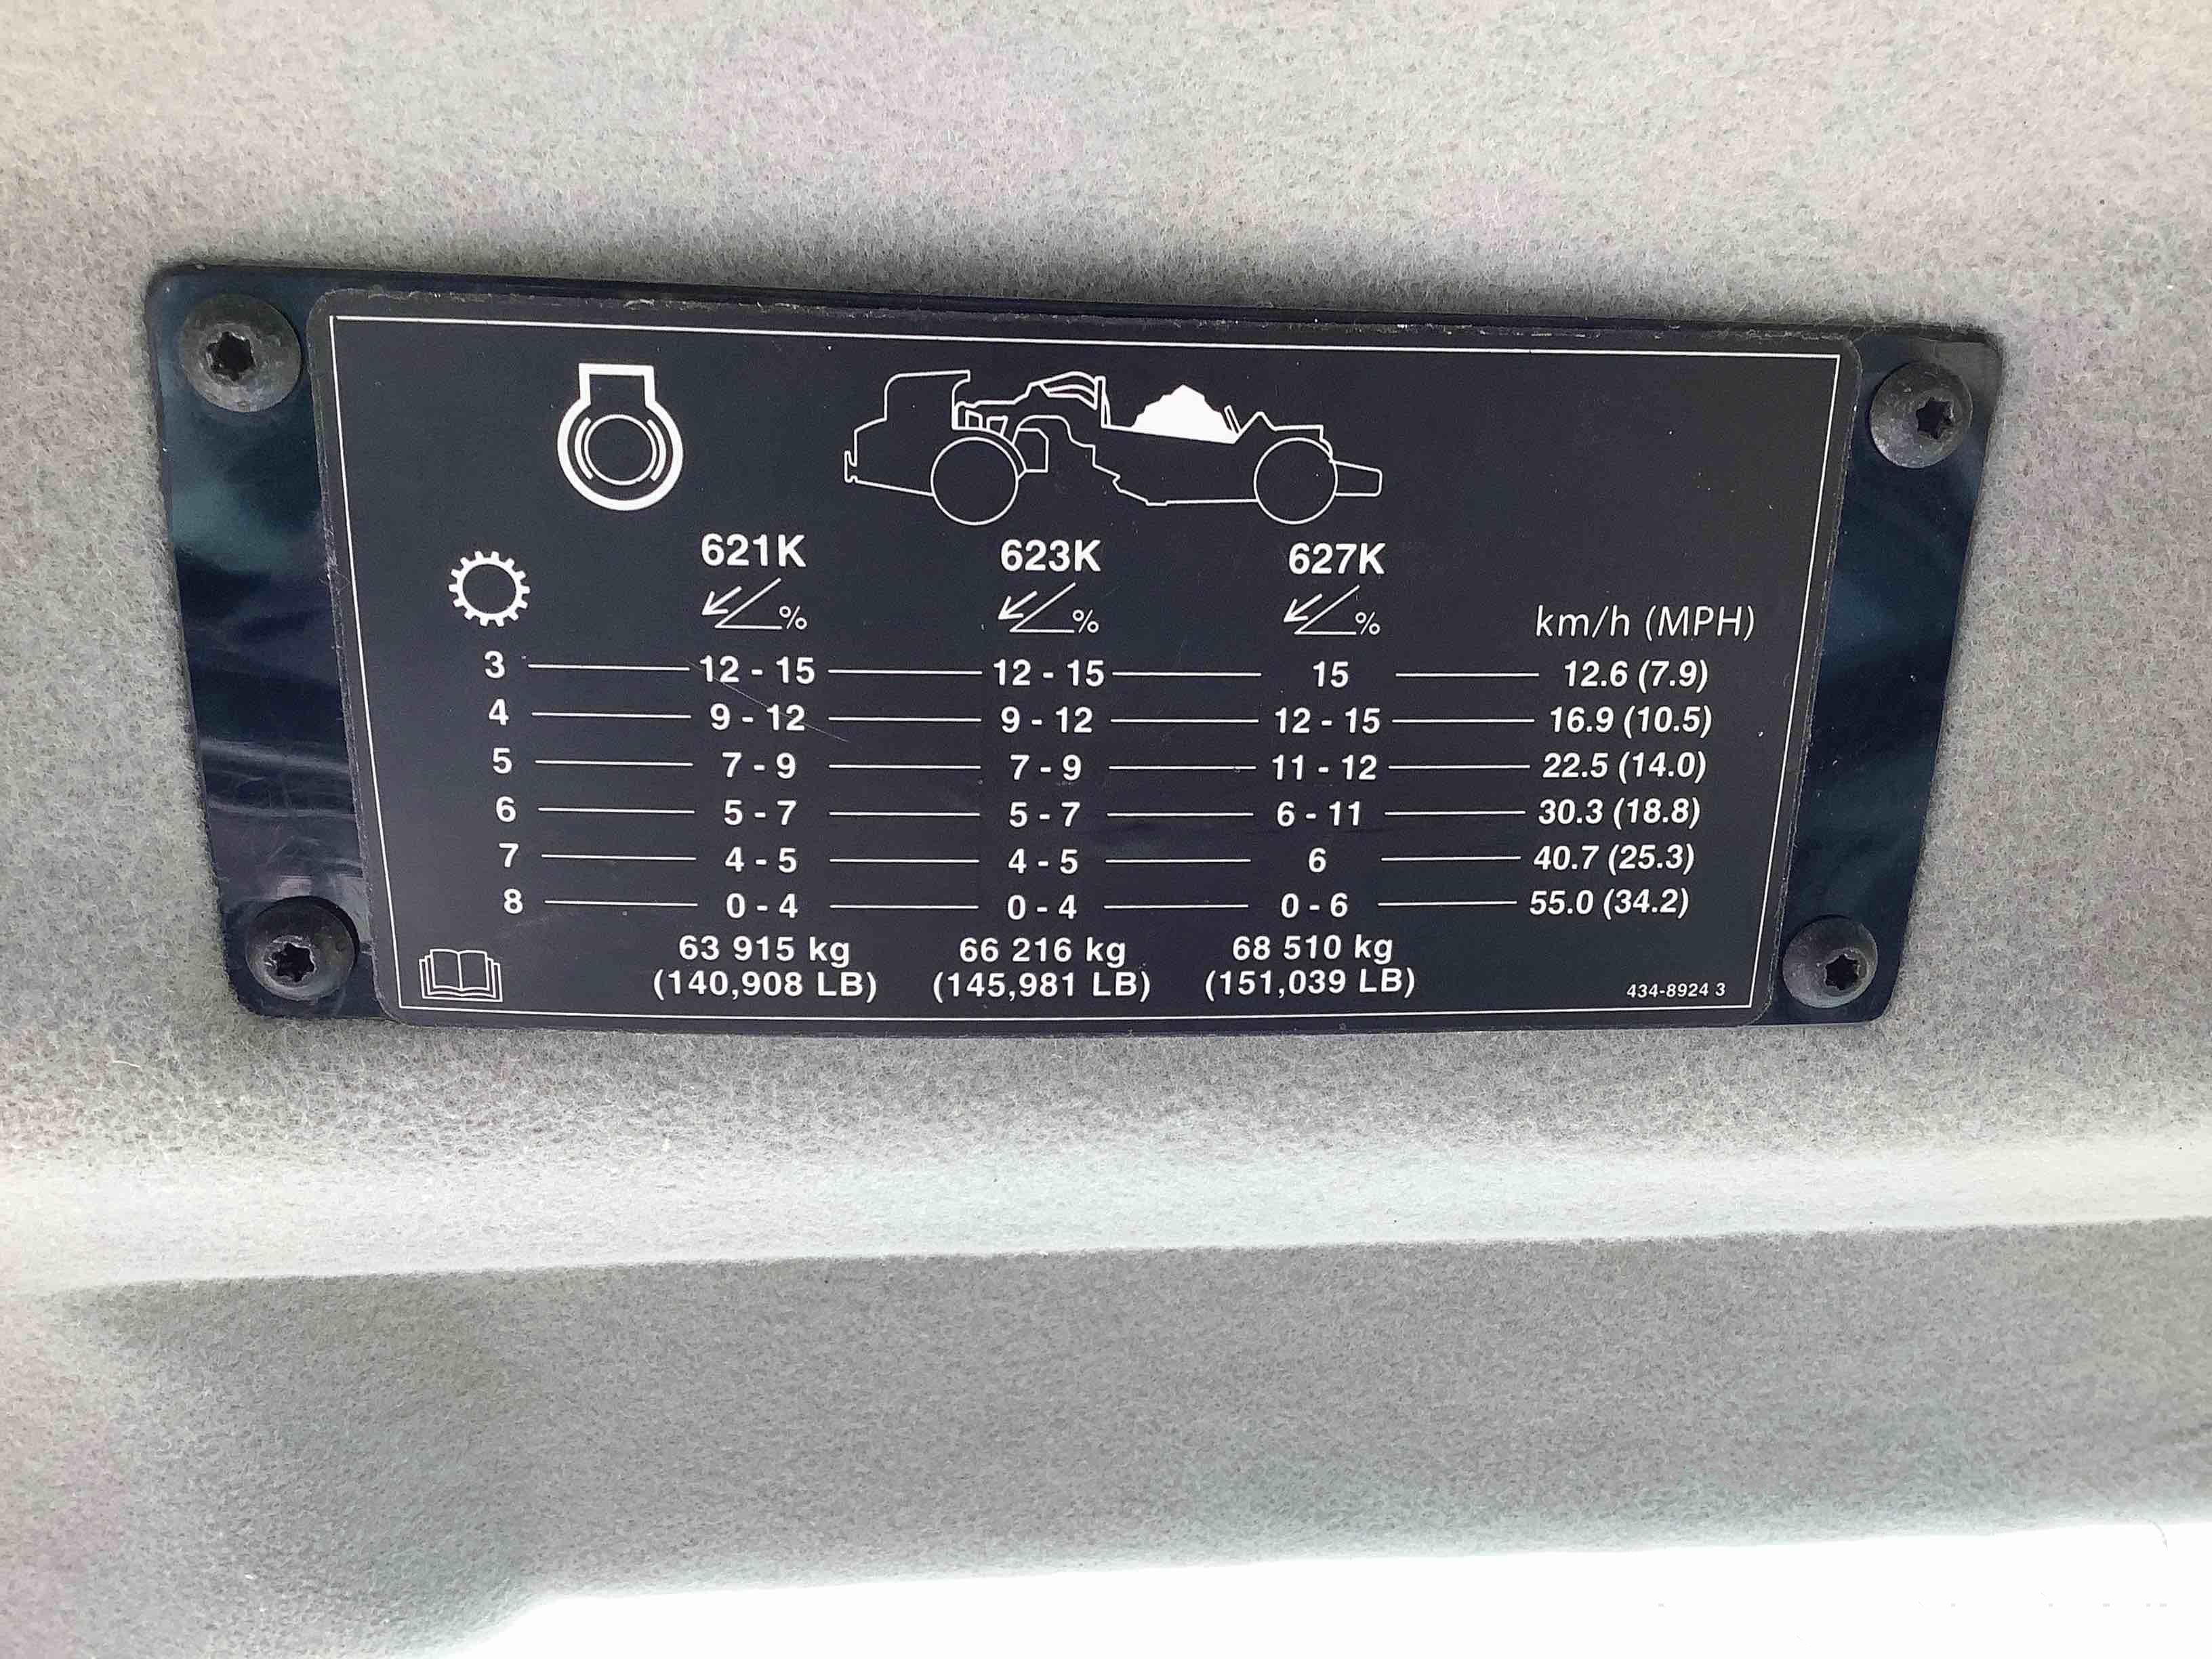 621K 623K 627K
% % % km/h (MPH)
3 12 - 15 12 - 15 15 12.6 (7.9)
4 9 - 12 9 - 12 12 - 15 16.9 (10.5)
5 7 - 9 7 - 9 11 - 12 22.5 (14.0)
6 5 - 7 5 - 7 6 - 11 30.3 (18.8)
7 4 - 5 4 - 5 6 40.7 (25.3)
8 0 - 4 0 - 4 0 - 6 55.0 (34.2)
63 915 kg 66 216 kg 68 510 kg
(140,908 LB) (145,981 LB) (151,039 LB)
434-8924 3